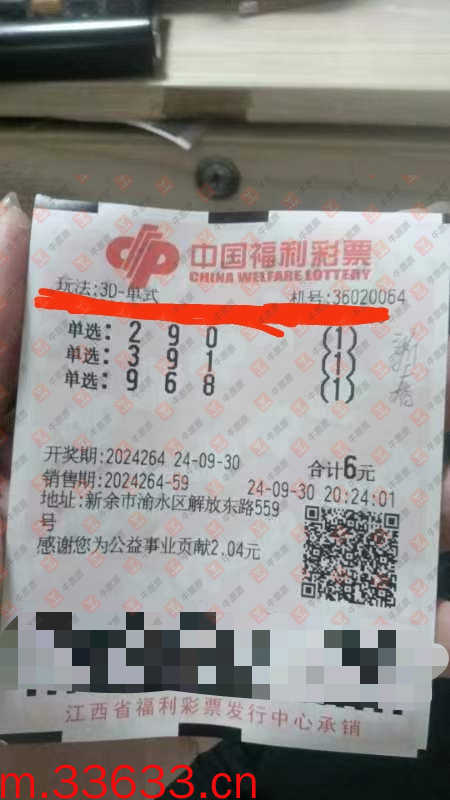 中国福利彩票
CHINA WELFARE LOTTERY
玩法:3D-单式 机号:36020064
单选: 2 9 0 (1)
单选: 3 9 1 (1)
单选: 9 6 8 (1)
开奖期:2024264 24-09-30 合计6元
销售期:2024264-59 24-09-30 20:24:01
地址:新余市渝水区解放东路559
号
感谢您为公益事业贡献2.04元
江西省福利彩票发行中心承销
m.33633.cn